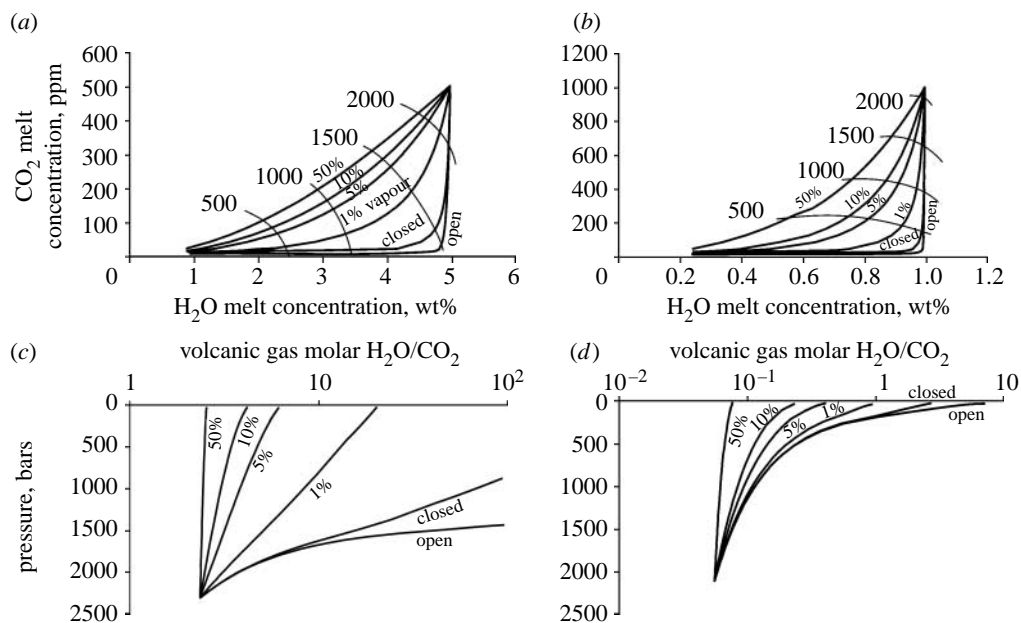 (a)
600
500
400
300
200
100
0
CO2 melt
concentration, ppm
2000
1500
1000
500
50%
10%
5%
1% vapour
closed
open
1 2 3 4 5 6
H2O melt concentration, wt%
(b)
1200
1000
800
600
400
200
0
2000
1500
1000
500
50%
10%
5%
1%
closed
open
0.2 0.4 0.6 0.8 1.0 1.2
H2O melt concentration, wt%
(c)
volcanic gas molar H2O/CO2
1 10 10²
0
500
1000
1500
2000
2500
pressure, bars
50%
10%
5%
1%
closed
open
(d)
volcanic gas molar H2O/CO2
10⁻² 10⁻¹ 1 10
0
500
1000
1500
2000
2500
50%
10%
5%
1%
closed
open